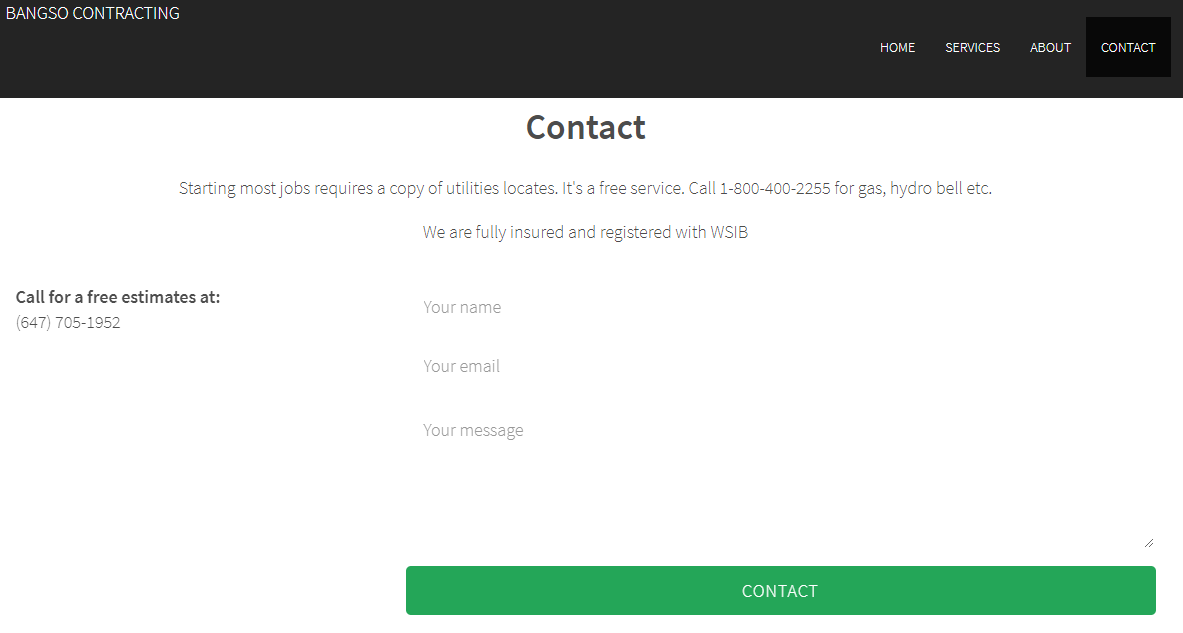 BANGSO CONTRACTING
HOME SERVICES ABOUT CONTACT
Contact
Starting most jobs requires a copy of utilities locates. It's a free service. Call 1-800-400-2255 for gas, hydro bell etc.
We are fully insured and registered with WSIB
Call for a free estimates at:
(647) 705-1952
Your name
Your email
Your message
CONTACT